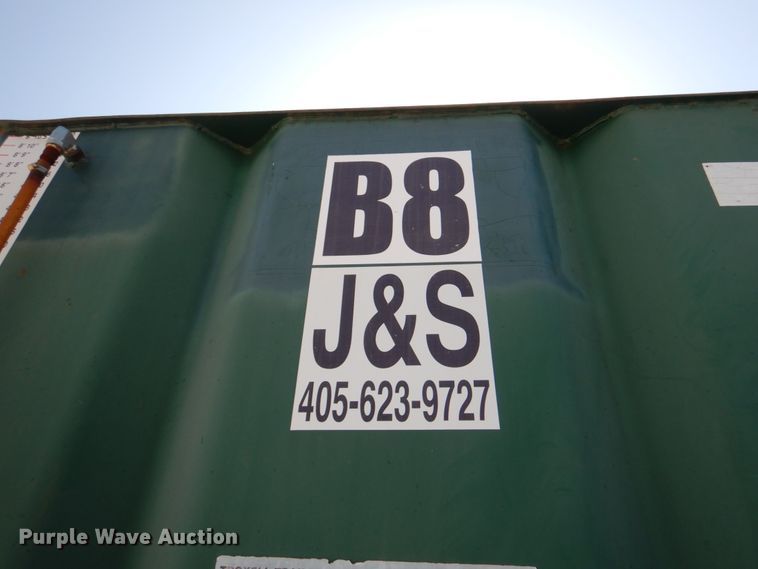 B8
J&S
405-623-9727
Purple Wave Auction